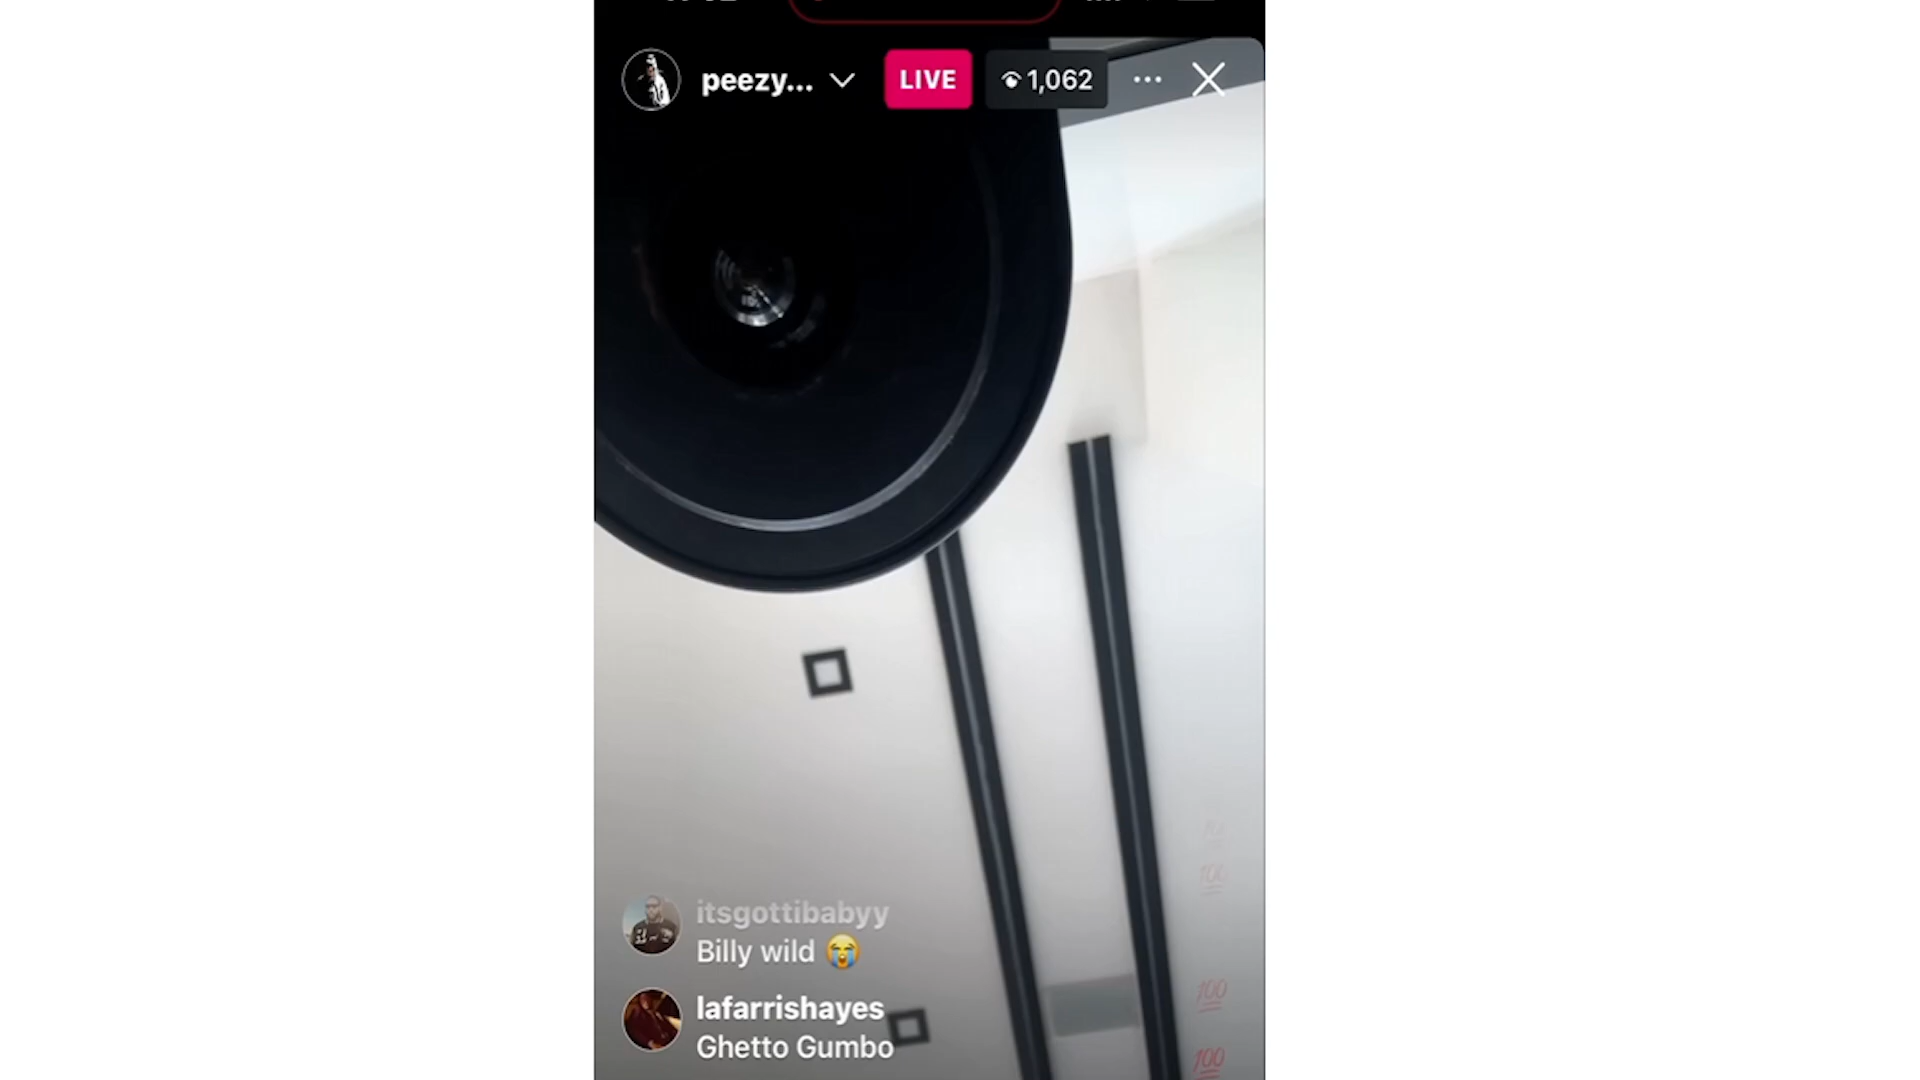 peezy...
LIVE
1,062
itsgottibabyy
Billy wild 😭
lafarrishayes
Ghetto Gumbo